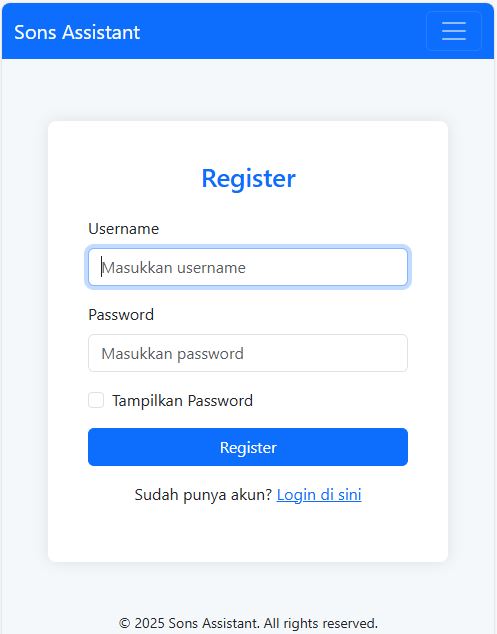 Sons Assistant
Register
Username
Masukkan username
Password
Masukkan password
Tampilkan Password
Register
Sudah punya akun? Login di sini
© 2025 Sons Assistant. All rights reserved.